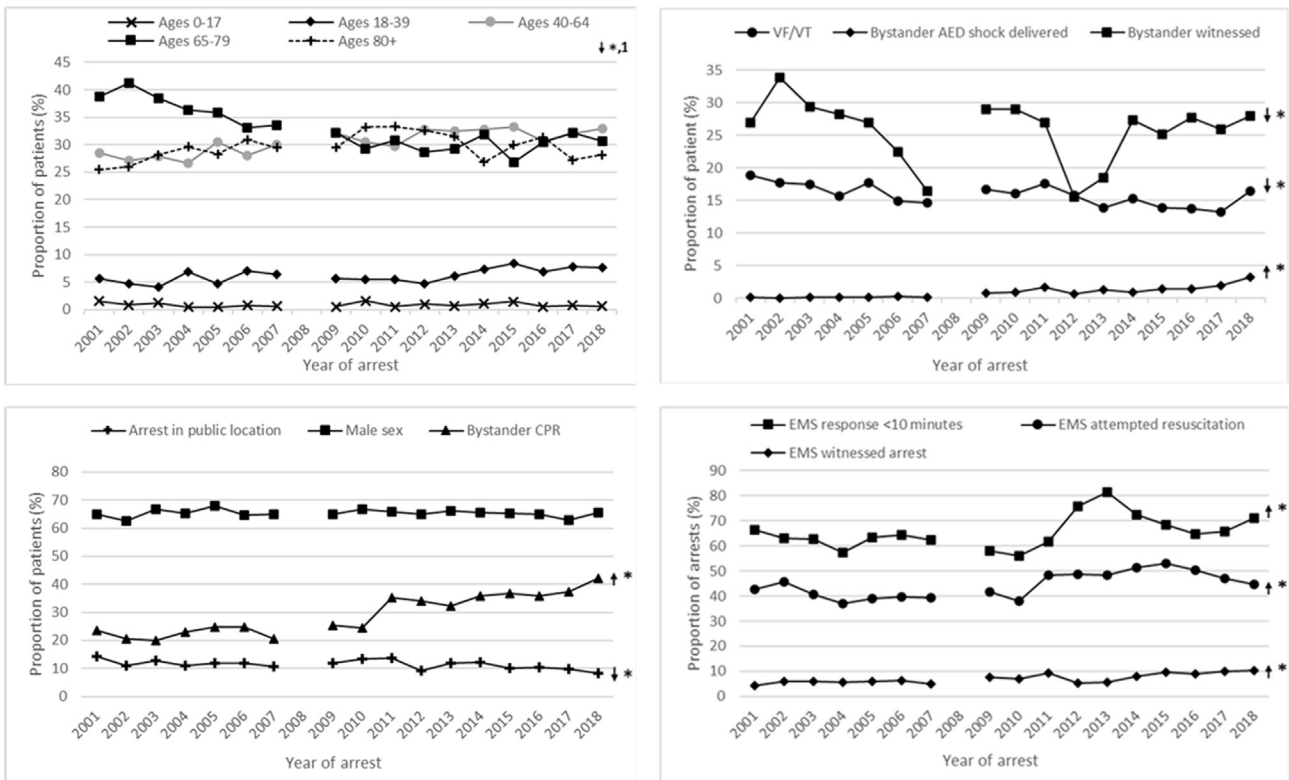 Ages 0-17 Ages 18-39 Ages 40-64
Ages 65-79 Ages 80+
↓ *,1
Proportion of patients (%)
45
40
35
30
25
20
15
10
5
0
2001 2002 2003 2004 2005 2006 2007 2008 2009 2010 2011 2012 2013 2014 2015 2016 2017 2018
Year of arrest
VF/VT Bystander AED shock delivered Bystander witnessed
Proportion of patient (%)
35
30
25
20
15
10
5
0
↓ *
↓ *
↑ *
2001 2002 2003 2004 2005 2006 2007 2008 2009 2010 2011 2012 2013 2014 2015 2016 2017 2018
Year of arrest
Arrest in public location Male sex Bystander CPR
Proportion of patients (%)
80
70
60
50
40
30
20
10
0
↑ *
↓ *
2001 2002 2003 2004 2005 2006 2007 2008 2009 2010 2011 2012 2013 2014 2015 2016 2017 2018
Year of arrest
EMS response <10 minutes EMS attempted resuscitation
EMS witnessed arrest
Proportion of arrests (%)
90
80
70
60
50
40
30
20
10
0
↑ *
↑ *
↑ *
2001 2002 2003 2004 2005 2006 2007 2008 2009 2010 2011 2012 2013 2014 2015 2016 2017 2018
Year of arrest